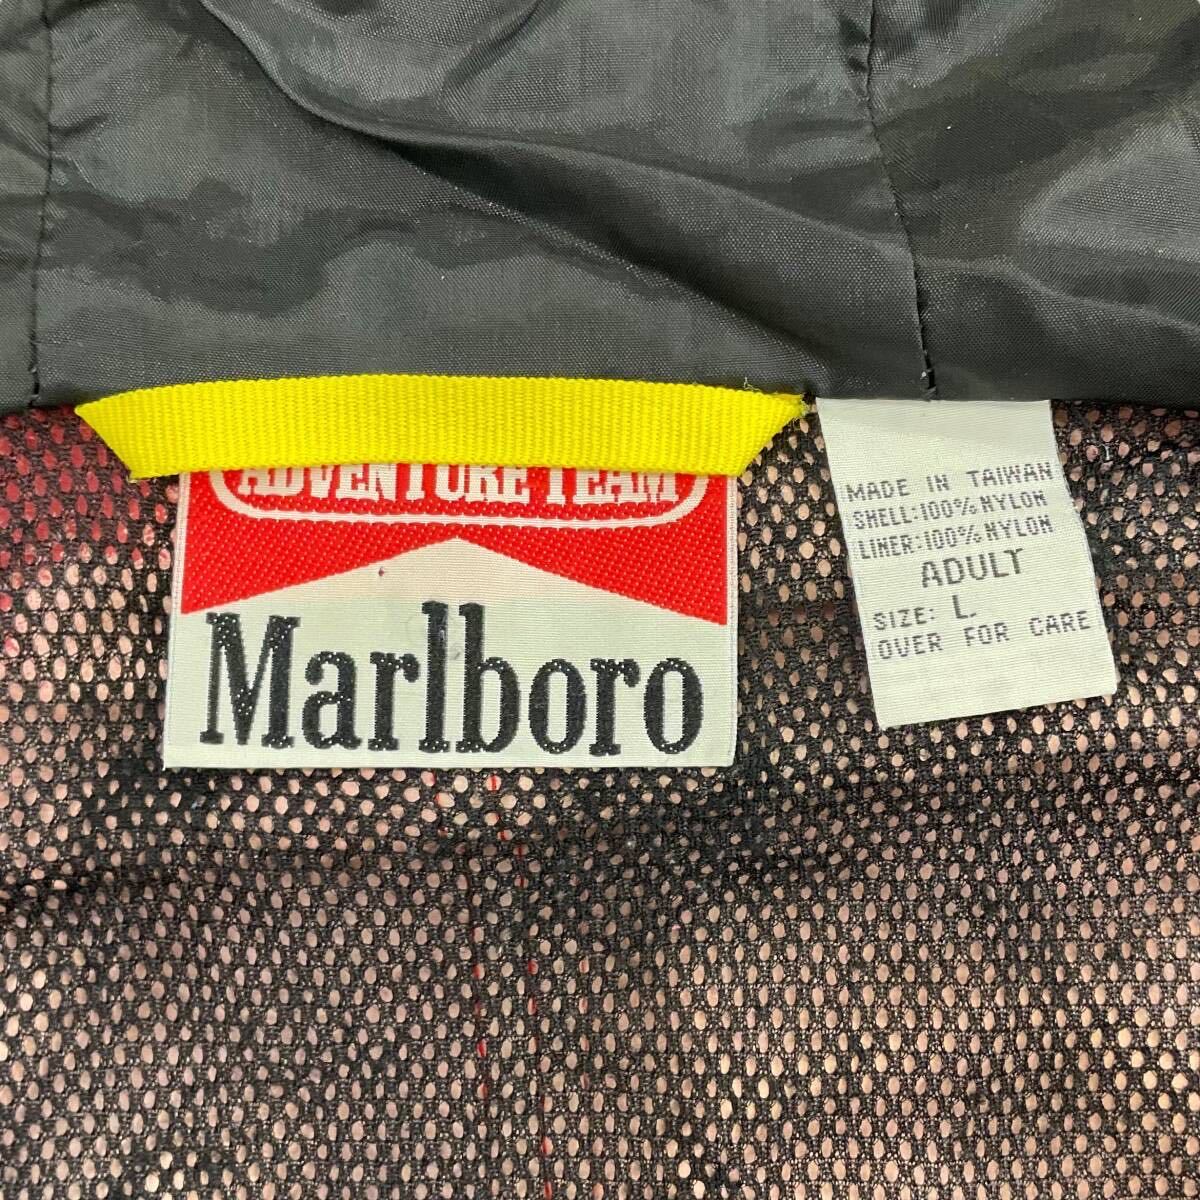 ADVENTURE TEAM
Marlboro
MADE IN TAIWAN
SHELL:100%NYLON
LINER:100%NYLON
ADULT
SIZE: L.
OVER FOR CARE